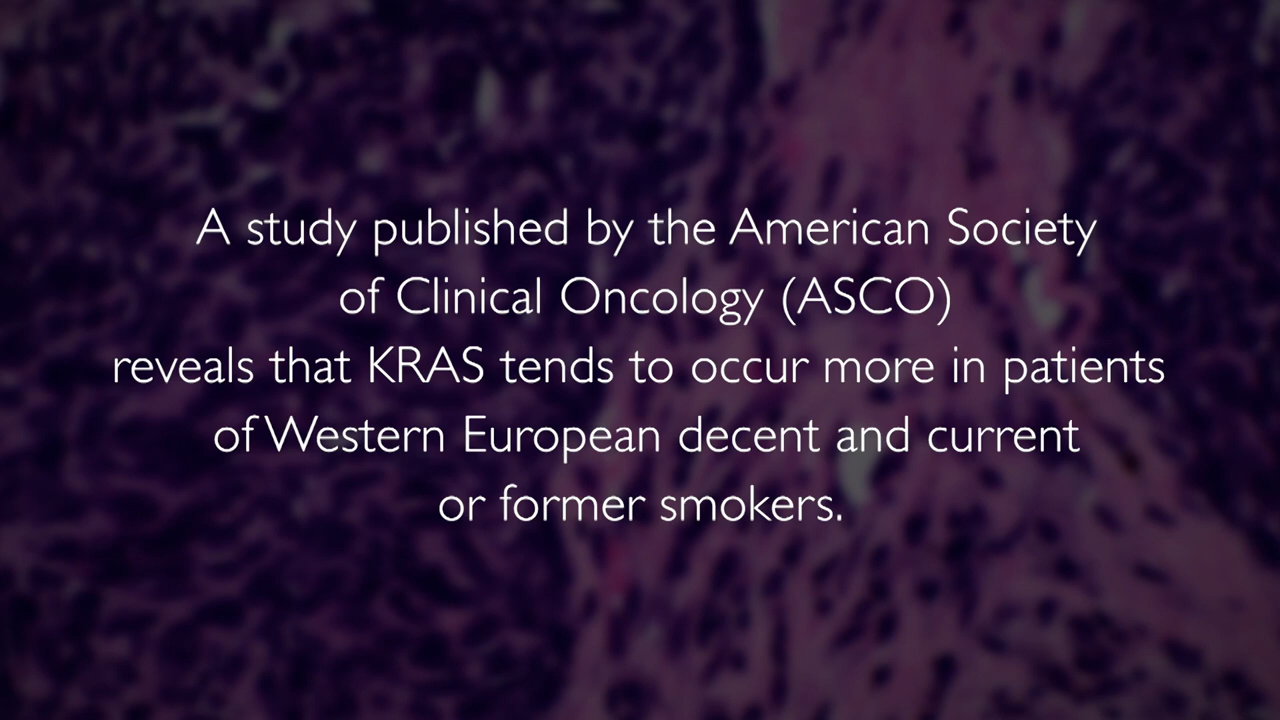 A study published by the American Society
of Clinical Oncology (ASCO)
reveals that KRAS tends to occur more in patients
of Western European decent and current
or former smokers.